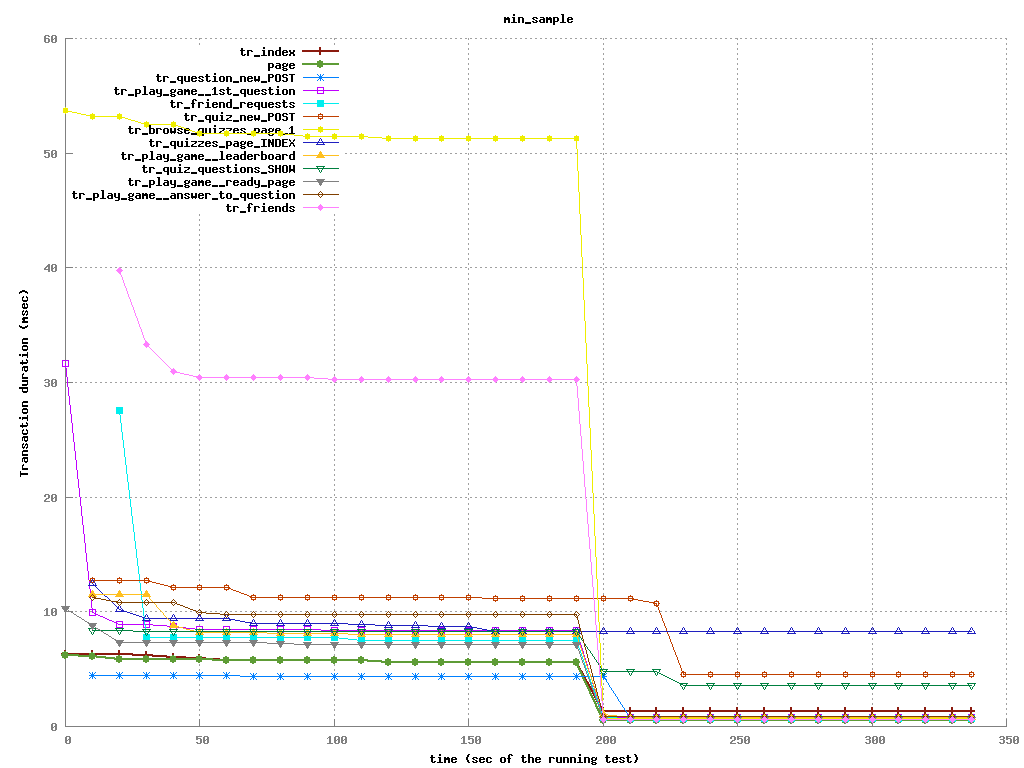 min_sample
60
tr_index
page
tr_question_new_POST
tr_play_game__1st_question
tr_friend_requests
tr_quiz_new_POST
tr_browse_quizzes_page_1
tr_quizzes_page_INDEX
tr_play_game__leaderboard
tr_quiz_questions_SHOW
tr_play_game__ready_page
tr_play_game__answer_to_question
tr_friends
50
40
30
20
10
0
Transaction duration (msec)
0 50 100 150 200 250 300 350
time (sec of the running test)